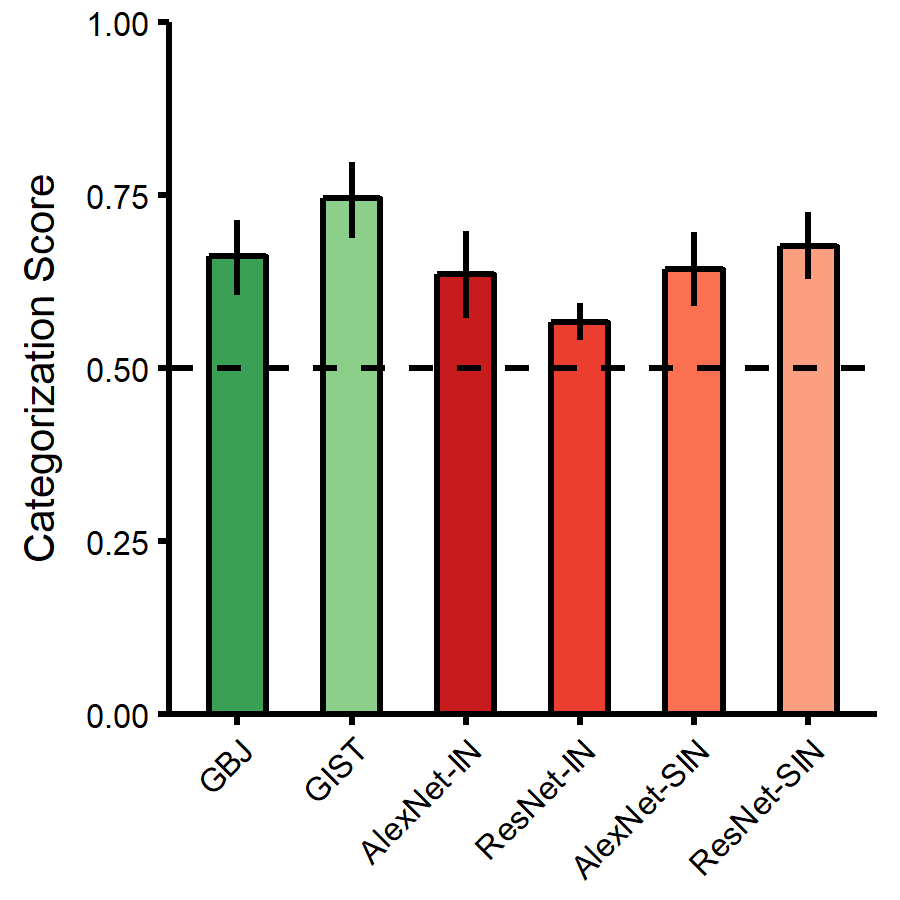 Categorization Score
1.00
0.75
0.50
0.25
0.00
GBJ
GIST
AlexNet-IN
ResNet-IN
AlexNet-SIN
ResNet-SIN